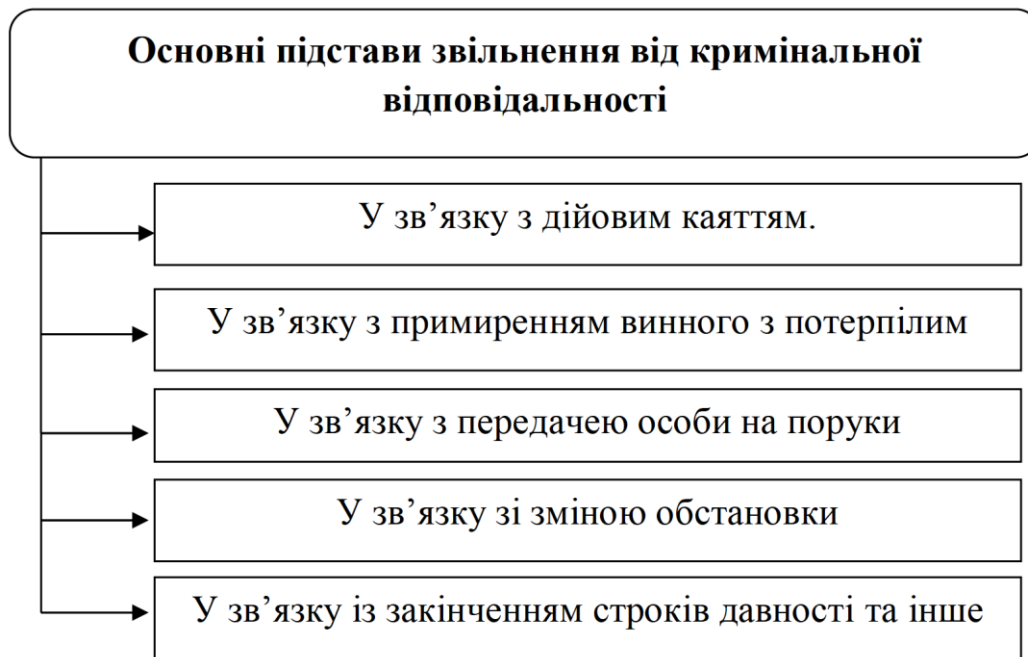 Основні підстави звільнення від кримінальної
відповідальності
У зв’язку з дійовим каяттям.
У зв’язку з примиренням винного з потерпілим
У зв’язку з передачею особи на поруки
У зв’язку зі зміною обстановки
У зв’язку із закінченням строків давності та інше